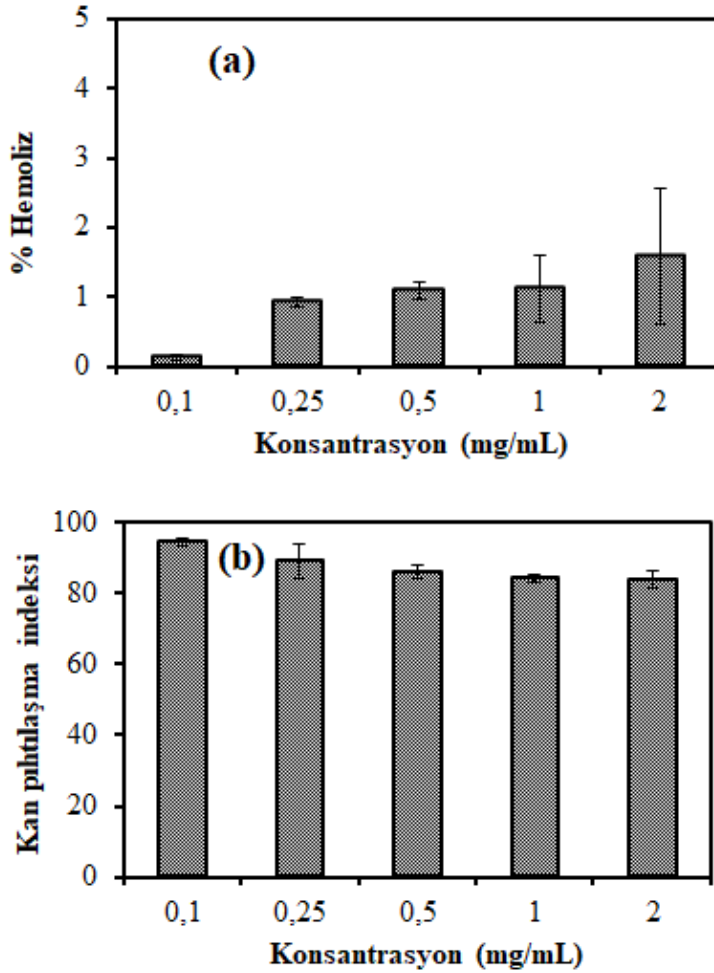 5
(a)
4
3
2
1
0
% Hemoliz
0,1 0,25 0,5 1 2
Konsantrasyon (mg/mL)
100
(b)
80
60
40
20
0
Kan pıhtılaşma indeksi
0,1 0,25 0,5 1 2
Konsantrasyon (mg/mL)